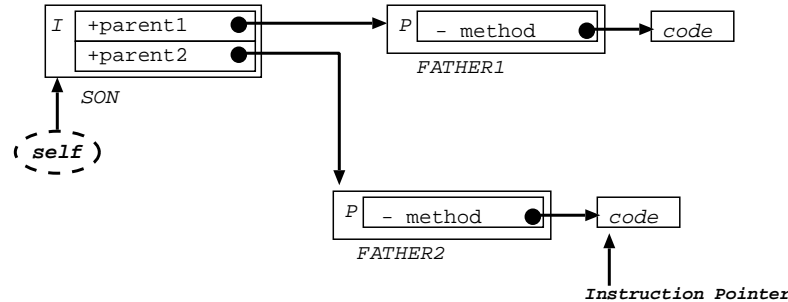 I +parent1
P - method
code
+parent2
FATHER1
SON
self
P - method
code
FATHER2
Instruction Pointer